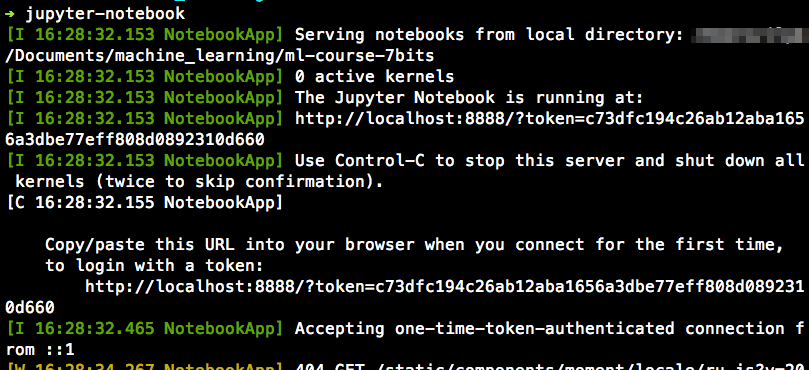 ➜ jupyter-notebook
[I 16:28:32.153 NotebookApp] Serving notebooks from local directory:
/Documents/machine_learning/ml-course-7bits
[I 16:28:32.153 NotebookApp] 0 active kernels
[I 16:28:32.153 NotebookApp] The Jupyter Notebook is running at:
[I 16:28:32.153 NotebookApp] http://localhost:8888/?token=c73dfc194c26ab12aba165
6a3dbe77eff808d0892310d660
[I 16:28:32.153 NotebookApp] Use Control-C to stop this server and shut down all
 kernels (twice to skip confirmation).
[C 16:28:32.155 NotebookApp]
    Copy/paste this URL into your browser when you connect for the first time,
    to login with a token:
        http://localhost:8888/?token=c73dfc194c26ab12aba1656a3dbe77eff808d089231
0d660
[I 16:28:32.465 NotebookApp] Accepting one-time-token-authenticated connection f
rom ::1
[W 16:28:34.267 NotebookApp] 404 GET /static/components/moment/locale/ru.js?v=20